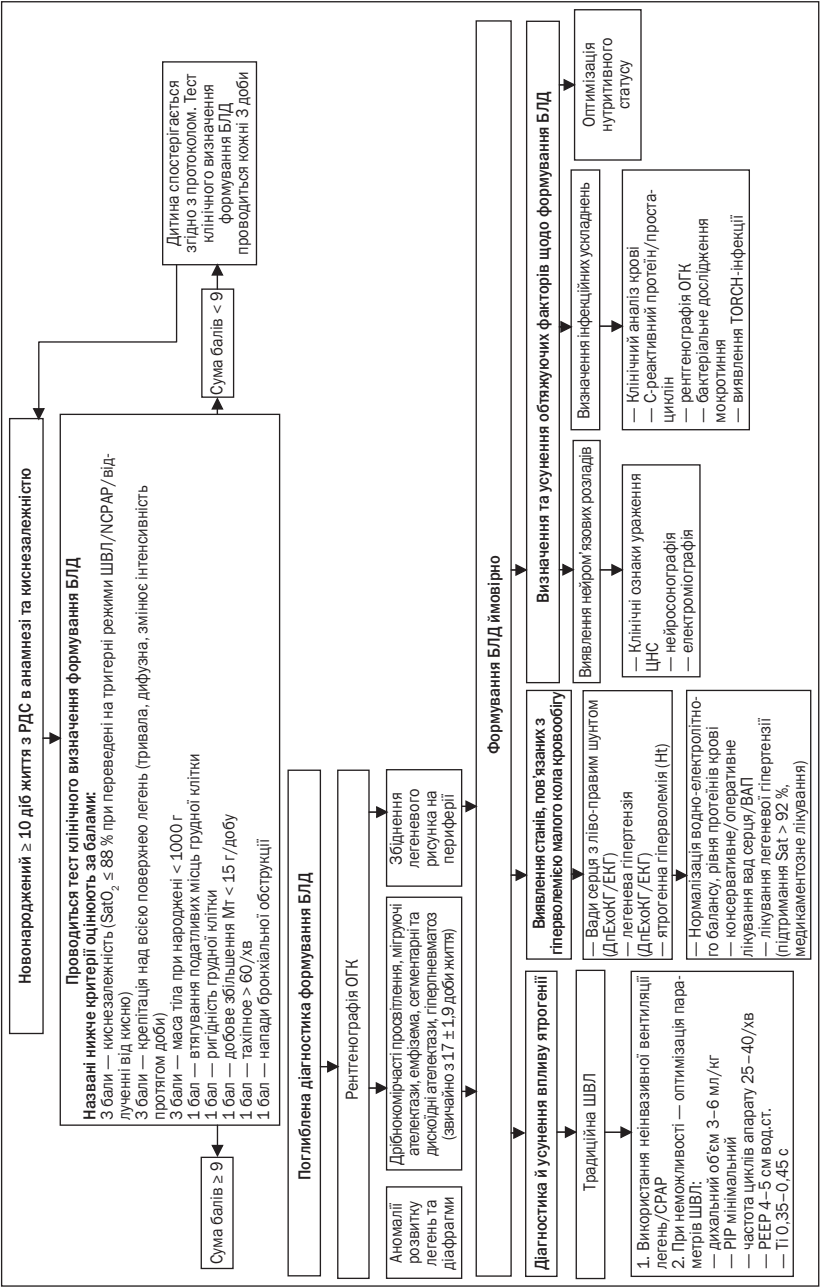 Новонароджений ≥ 10 діб життя з РДС в анамнезі та киснезалежністю
Проводиться тест клінічного визначення формування БЛД
Названі нижче критерії оцінюють за балами:
3 бали — киснезалежність (SatO₂ ≤ 88 % при переведені на тригерні режими ШВЛ/NCPAP/від-
лученні від кисню)
3 бали — крепітація над всією поверхнею легень (тривала, дифузна, змінює інтенсивність
протягом доби)
3 бали — маса тіла при народжені < 1000 г
1 бал — втягування податливих місць грудної клітки
1 бал — ригідність грудної клітки
1 бал — добове збільшення Мт < 15 г/добу
1 бал — тахіпное > 60/хв
1 бал — напади бронхіальної обструкції
Сума балів ≥ 9
Сума балів < 9
Дитина спостерігається
згідно з протоколом. Тест
клінічного визначення
формування БЛД
проводиться кожні 3 доби
Поглиблена діагностика формування БЛД
Рентгенографія ОГК
Аномалії
розвитку
легень та
діафрагми
Дрібнокомірчасті просвітлення, мігруючі
ателектази, емфізема, сегментарні та
дискоїдні ателектази, гіперпневматоз
(звичайно з 17 ± 1,9 доби життя)
Збіднення
легеневого
рисунка на
периферії
Формування БЛД ймовірно
Діагностика й усунення впливу ятрогенії
Традиційна ШВЛ
1. Використання неінвазивної вентиляції
легень/CPAP
2. При неможливості — оптимізація пара-
метрів ШВЛ:
— дихальний об'єм 3–6 мл/кг
— PIP мінімальний
— частота циклів апарату 25–40/хв
— PEEP 4–5 см вод.ст.
— Ti 0,35–0,45 с
Виявлення станів, пов'язаних з
гіперволемією малого кола кровообігу
— Вади серця з ліво-правим шунтом
(ДпЕхоКГ/ЕКГ)
— легенева гіпертензія
(ДпЕхоКГ/ЕКГ)
— ятрогенна гіперволемія (Ht)
— Нормалізація водно-електролітно-
го балансу, рівня протеїнів крові
— консервативне/оперативне
лікування вад серця/ВАП
— лікування легеневої гіпертензії
(підтримання Sat > 92 %,
медикаментозне лікування)
Визначення та усунення обтяжуючих факторів щодо формування БЛД
Виявлення нейром'язових розладів
— Клінічні ознаки ураження
ЦНС
— нейросонографія
— електроміографія
Визначення інфекційних ускладнень
— Клінічний аналіз крові
— С-реактивний протеїн/проста-
циклін
— рентгенографія ОГК
— бактеріальне дослідження
мокротиння
— виявлення TORCH-інфекції
Оптимізація
нутритивного
статусу